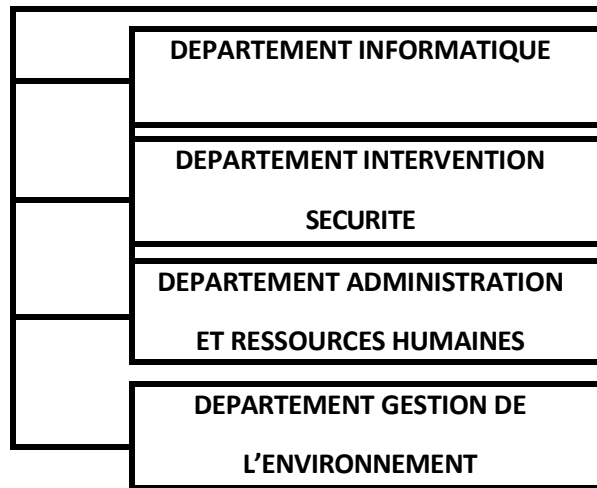 DEPARTEMENT INFORMATIQUE
DEPARTEMENT INTERVENTION
SECURITE
DEPARTEMENT ADMINISTRATION
ET RESSOURCES HUMAINES
DEPARTEMENT GESTION DE
L’ENVIRONNEMENT